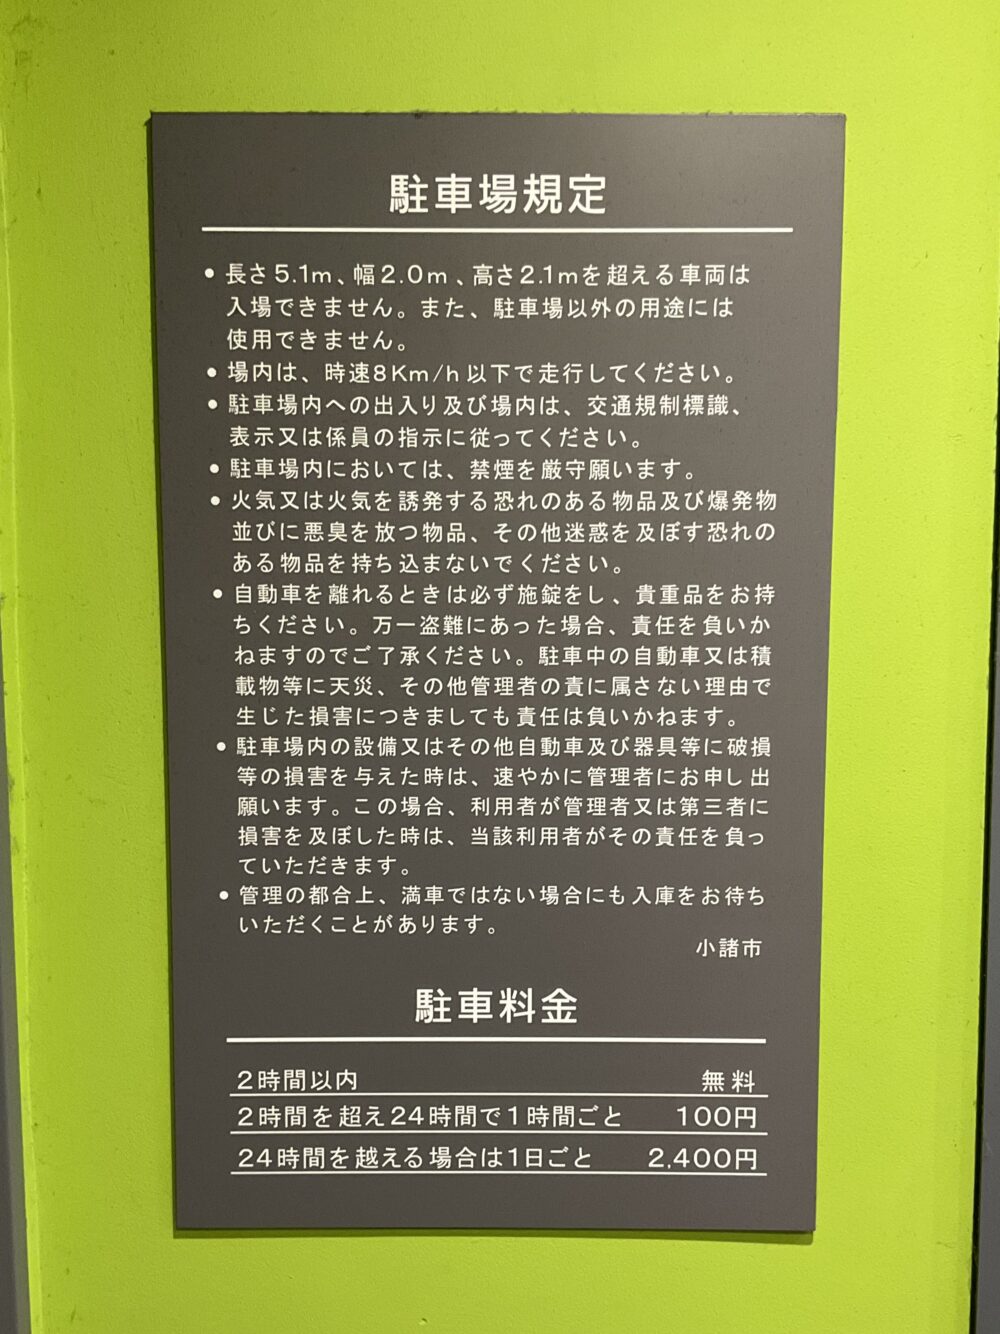 駐車場規定
●長さ5.1m、幅2.0m、高さ2.1mを超える車両は
入場できません。また、駐車場以外の用途には
使用できません。
●場内は、時速8Km/h以下で走行してください。
●駐車場内への出入り及び場内は、交通規制標識、
表示又は係員の指示に従ってください。
●駐車場内においては、禁煙を厳守願います。
●火気又は火気を誘発する恐れのある物品及び爆発物
並びに悪臭を放つ物品、その他迷惑を及ぼす恐れの
ある物品を持ち込まないでください。
●自動車を離れるときは必ず施錠をし、貴重品をお持
ちください。万一盗難にあった場合、責任を負いか
ねますのでご了承ください。駐車中の自動車又は積
載物等に天災、その他管理者の責に属さない理由で
生じた損害につきましても責任は負いかねます。
●駐車場内の設備又はその他自動車及び器具等に破損
等の損害を与えた時は、速やかに管理者にお申し出
願います。この場合、利用者が管理者又は第三者に
損害を及ぼした時は、当該利用者がその責任を負っ
ていただきます。
●管理の都合上、満車ではない場合にも入庫をお待ち
いただくことがあります。
小諸市
駐車料金
2時間以内 無料
2時間を超え24時間で1時間ごと 100円
24時間を越える場合は1日ごと 2,400円